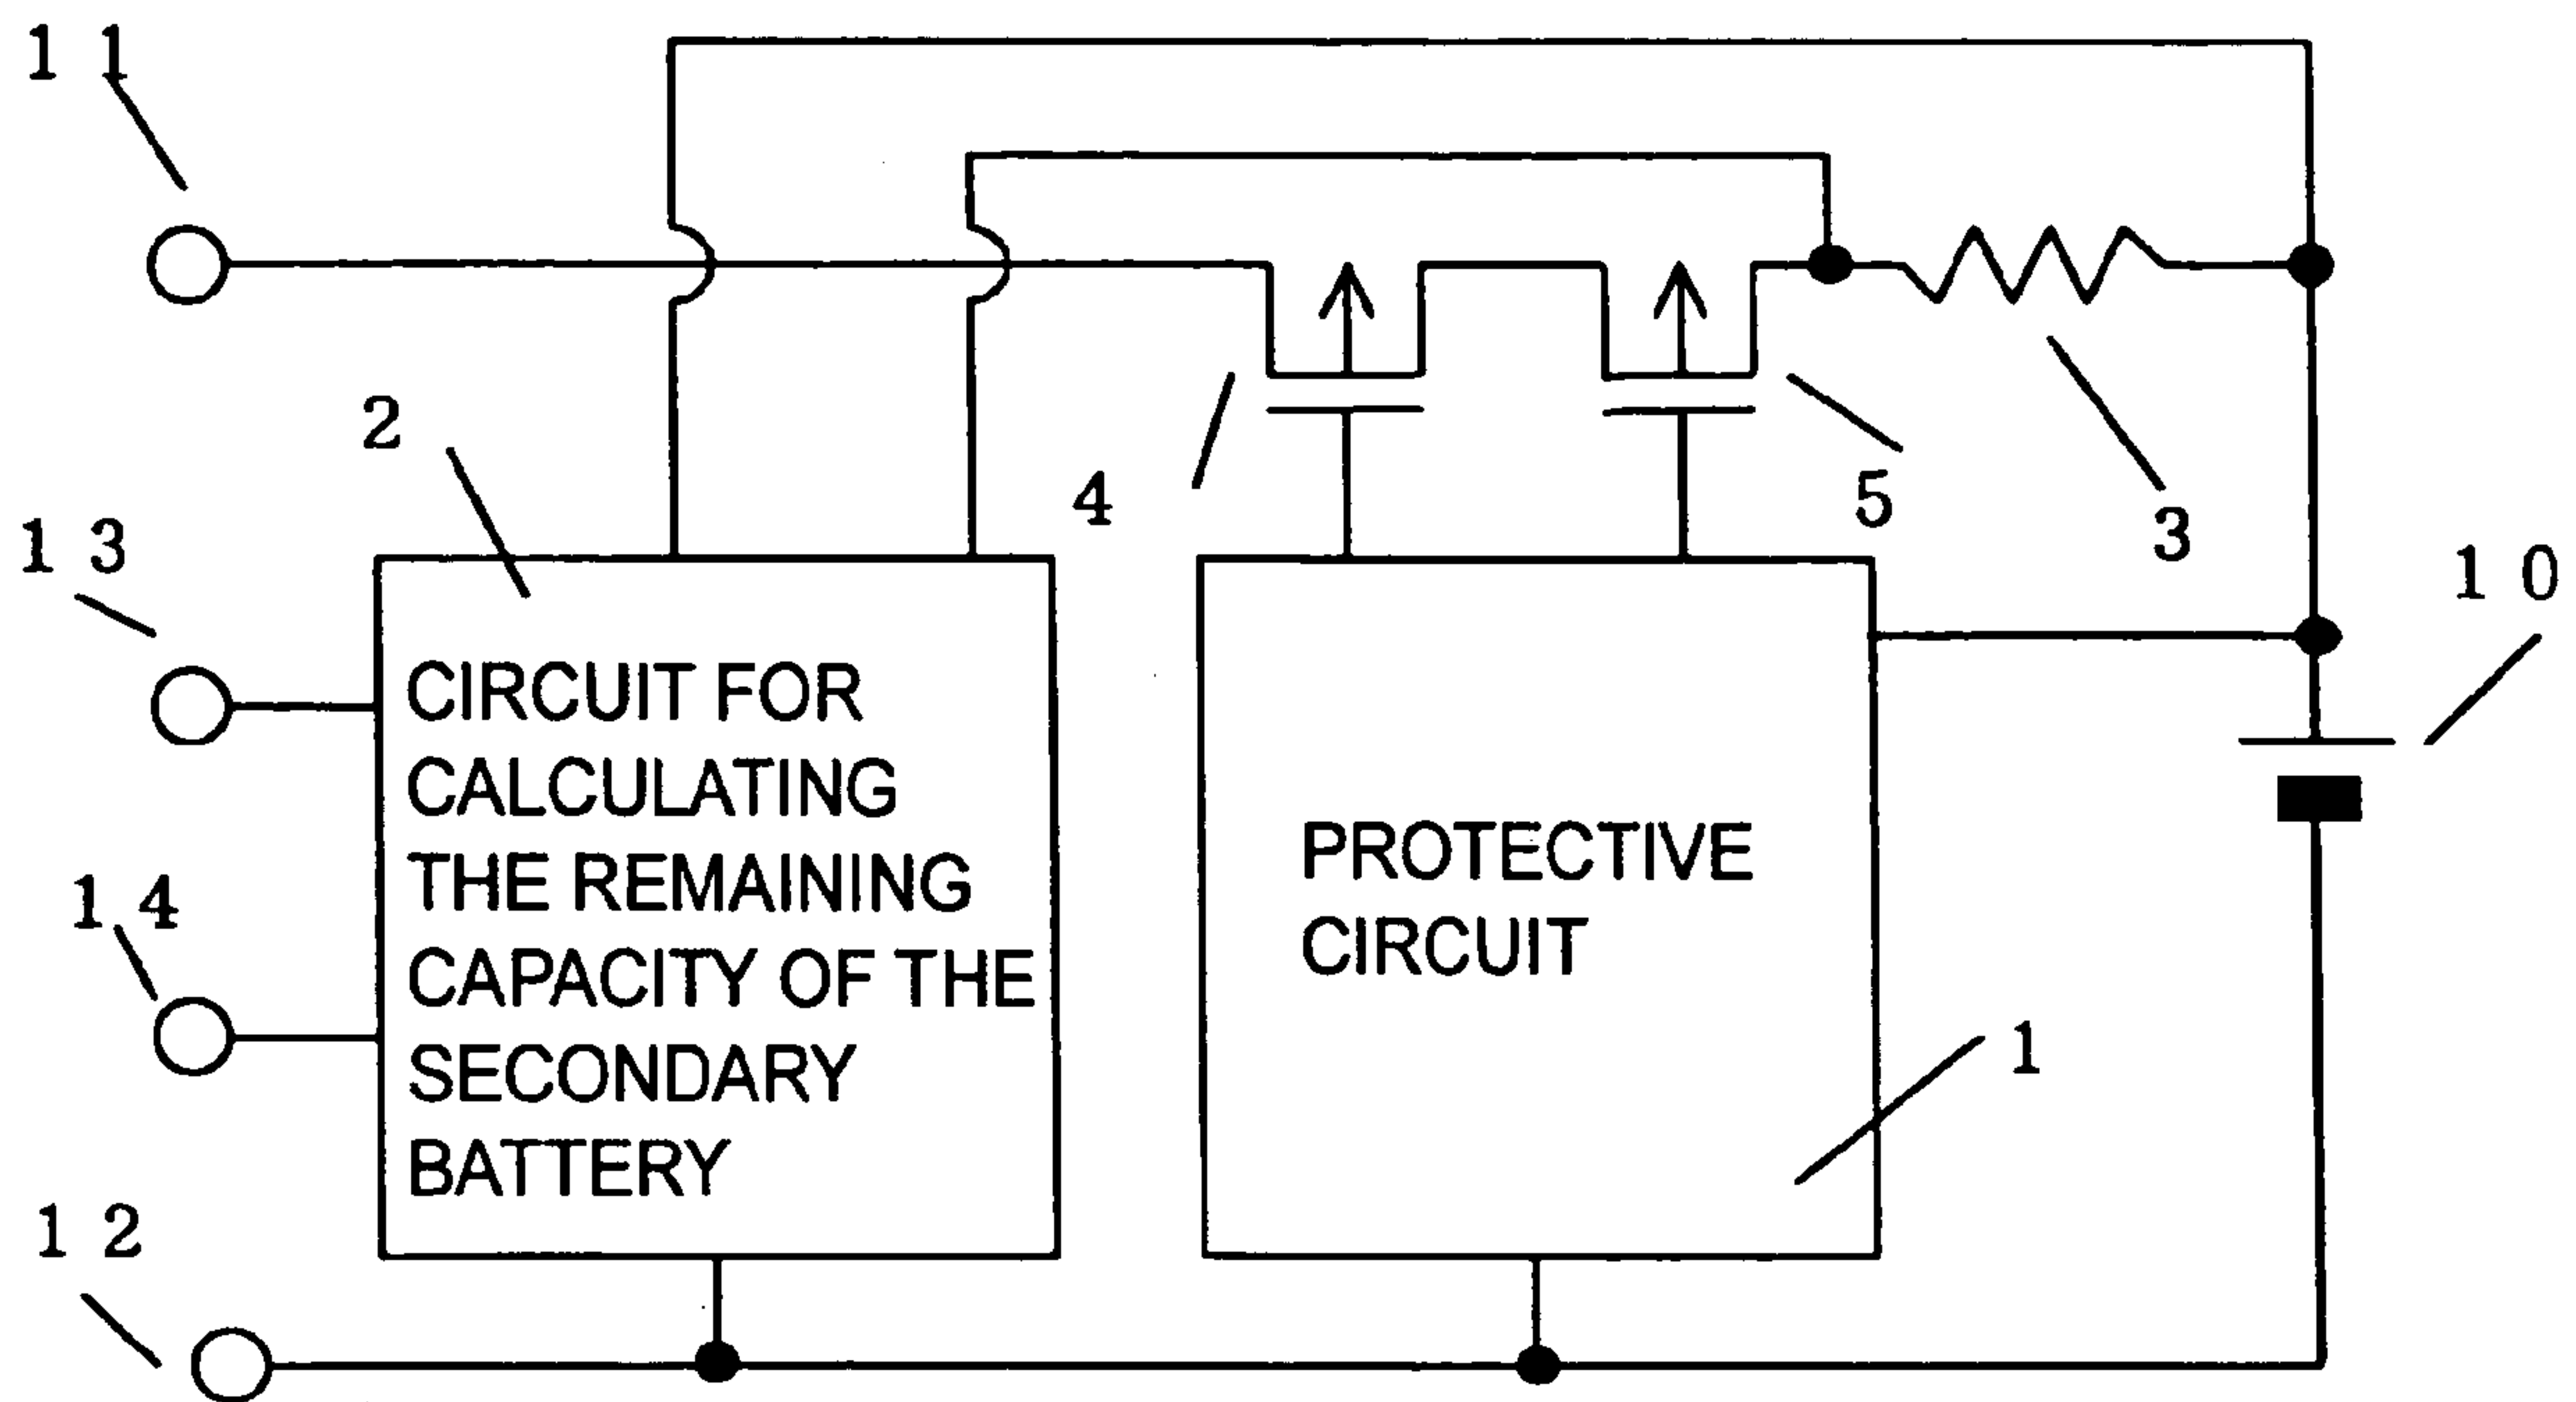 11
2
4
5
3
13
10
CIRCUIT FOR
CALCULATING
THE REMAINING
CAPACITY OF THE
SECONDARY
BATTERY
PROTECTIVE
CIRCUIT
14
1
12